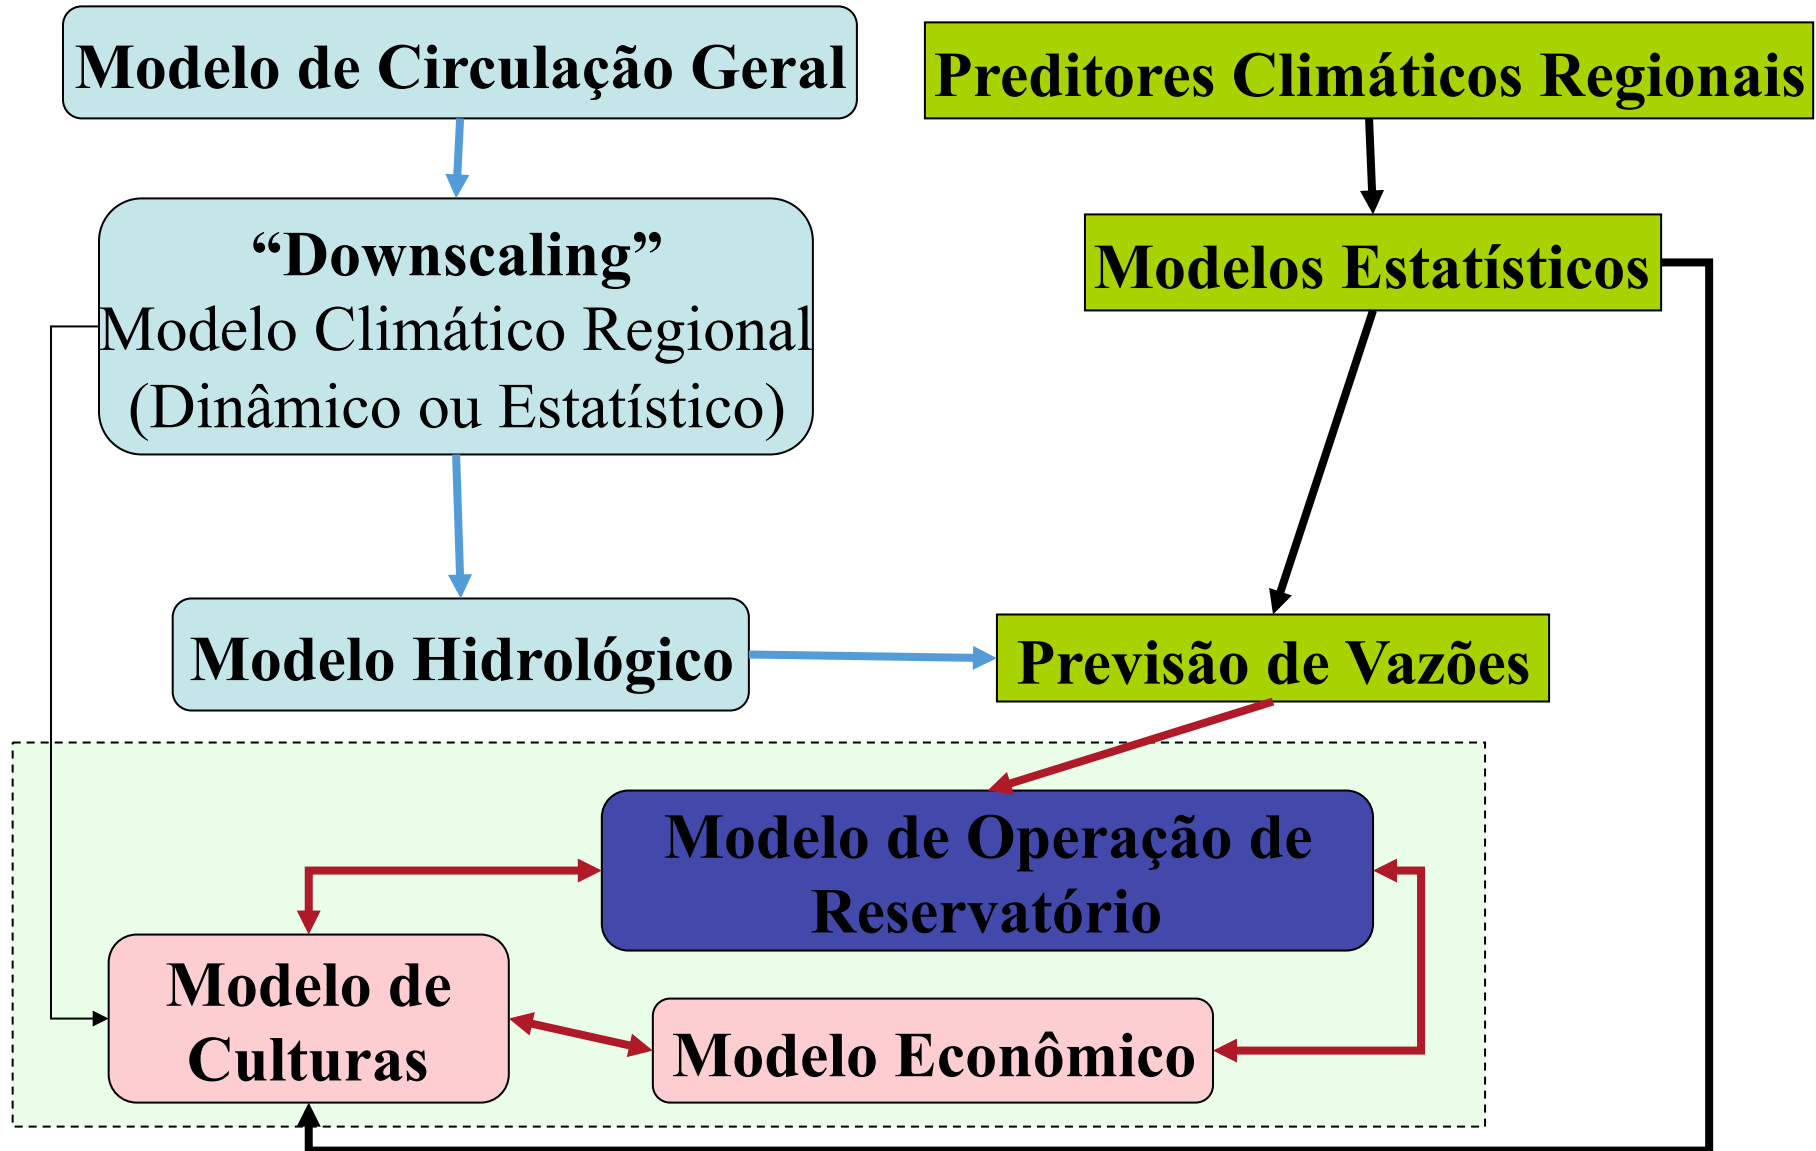 Modelo de Circulação Geral
Preditores Climáticos Regionais
“Downscaling”
Modelo Climático Regional
(Dinâmico ou Estatístico)
Modelos Estatísticos
Modelo Hidrológico
Previsão de Vazões
Modelo de Operação de
Reservatório
Modelo de
Culturas
Modelo Econômico